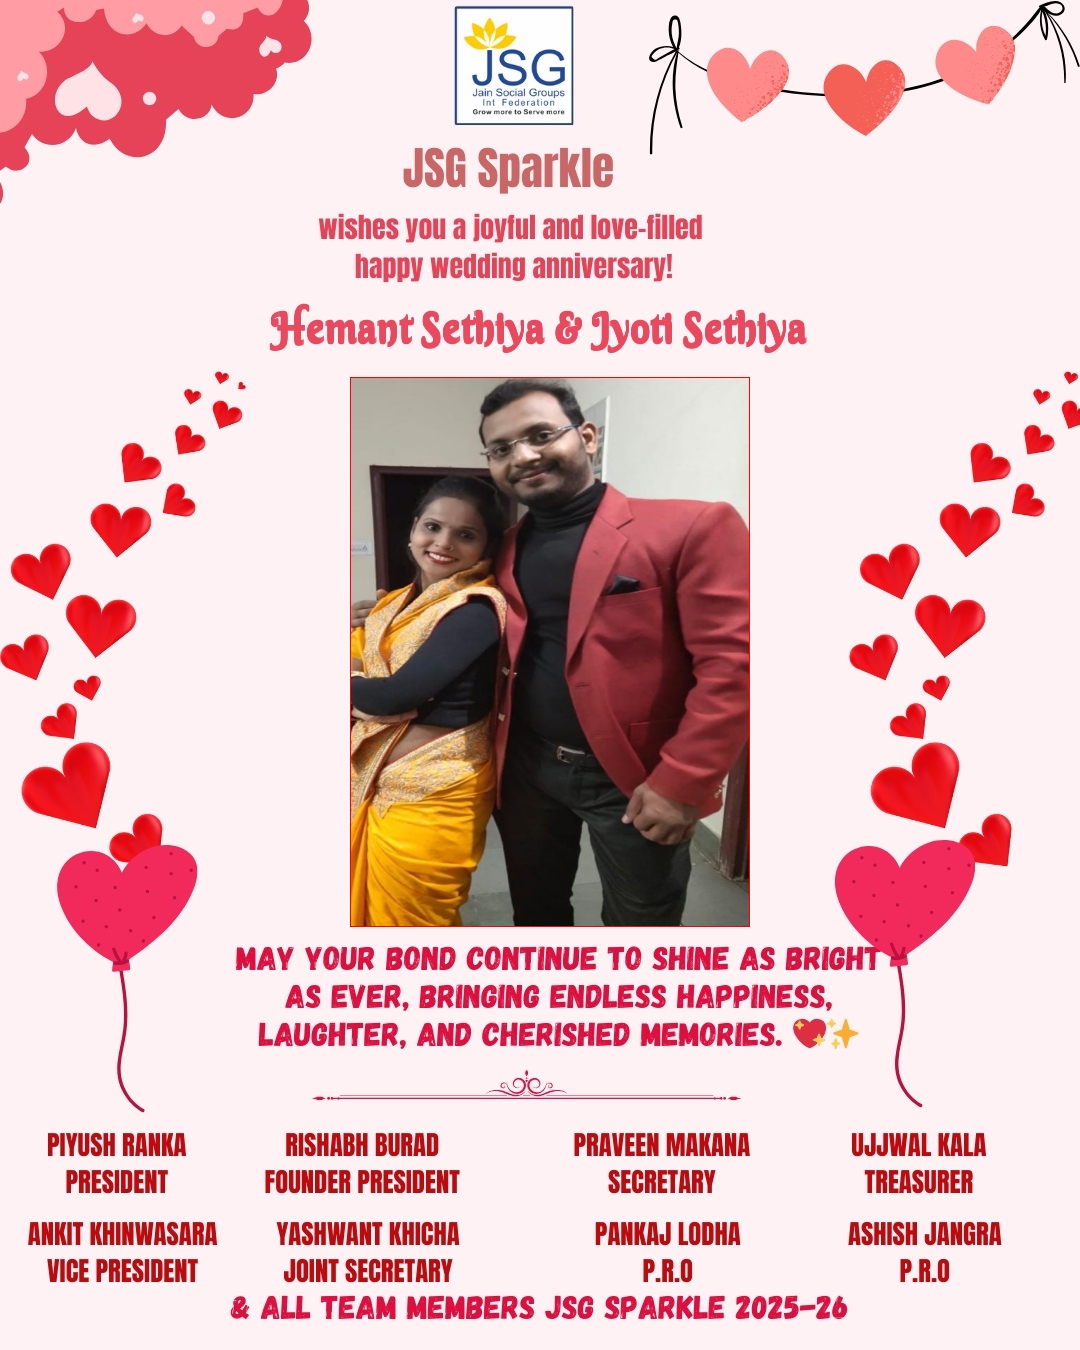 JSG
Jain Social Groups
Int Federation
Grow more to Serve more
JSG Sparkle
wishes you a joyful and love-filled
happy wedding anniversary!
Hemant Sethiya & Jyoti Sethiya
MAY YOUR BOND CONTINUE TO SHINE AS BRIGHT
AS EVER, BRINGING ENDLESS HAPPINESS,
LAUGHTER, AND CHERISHED MEMORIES. 💖✨
PIYUSH RANKA
PRESIDENT
RISHABH BURAD
FOUNDER PRESIDENT
PRAVEEN MAKANA
SECRETARY
UJJWAL KALA
TREASURER
ANKIT KHINWASARA
VICE PRESIDENT
YASHWANT KHICHA
JOINT SECRETARY
PANKAJ LODHA
P.R.O
ASHISH JANGRA
P.R.O
& ALL TEAM MEMBERS JSG SPARKLE 2025-26